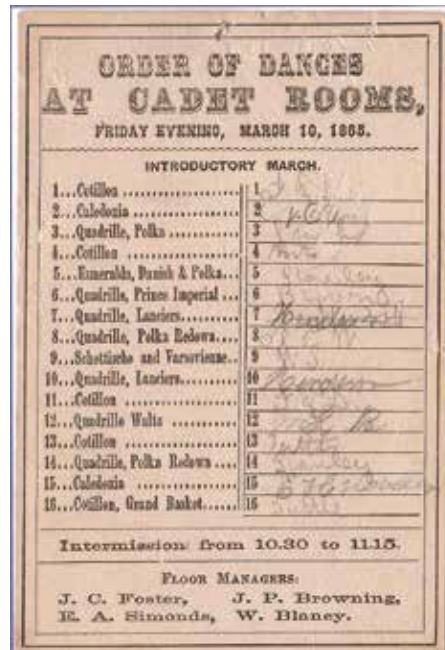 ORDER OF DANCES
AT CADET ROOMS,
FRIDAY EVENING, MARCH 10, 1865.
INTRODUCTORY MARCH.
1...Cotillon .................... 1
2...Caledonia .................. 2
3...Quadrille, Polka ........... 3
4...Cotillon .................... 4
5...Esmeralda, Danish & Polka... 5 Stanley
6...Quadrille, Prince Imperial ... 6
7...Quadrille, Lanciers.......... 7
8...Quadrille, Polka Redowa.... 8
9...Schottische and Varsovienne.. 9
10...Quadrille, Lanciers......... 10
11...Cotillon ................... 11
12...Quadrille Waltz ........... 12
13...Cotillon ................... 13 Tuttle
14...Quadrille, Polka Redowa .... 14 Stanley
15...Caledonia ................. 15
16...Cotillon, Grand Basket...... 16 Tuttle
Intermission from 10.30 to 11.15.
FLOOR MANAGERS:
J. C. Foster, J. P. Browning,
E. A. Simonds, W. Blaney.